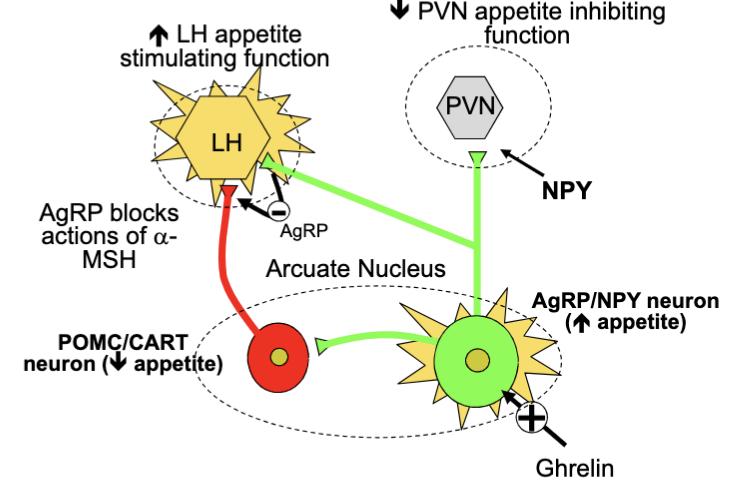 🡹 LH appetite
stimulating function
🡻 PVN appetite inhibiting
function
LH
PVN
NPY
AgRP blocks
actions of α-
MSH
−
AgRP
Arcuate Nucleus
AgRP/NPY neuron
(🡹 appetite)
POMC/CART
neuron (🡻 appetite)
+
Ghrelin